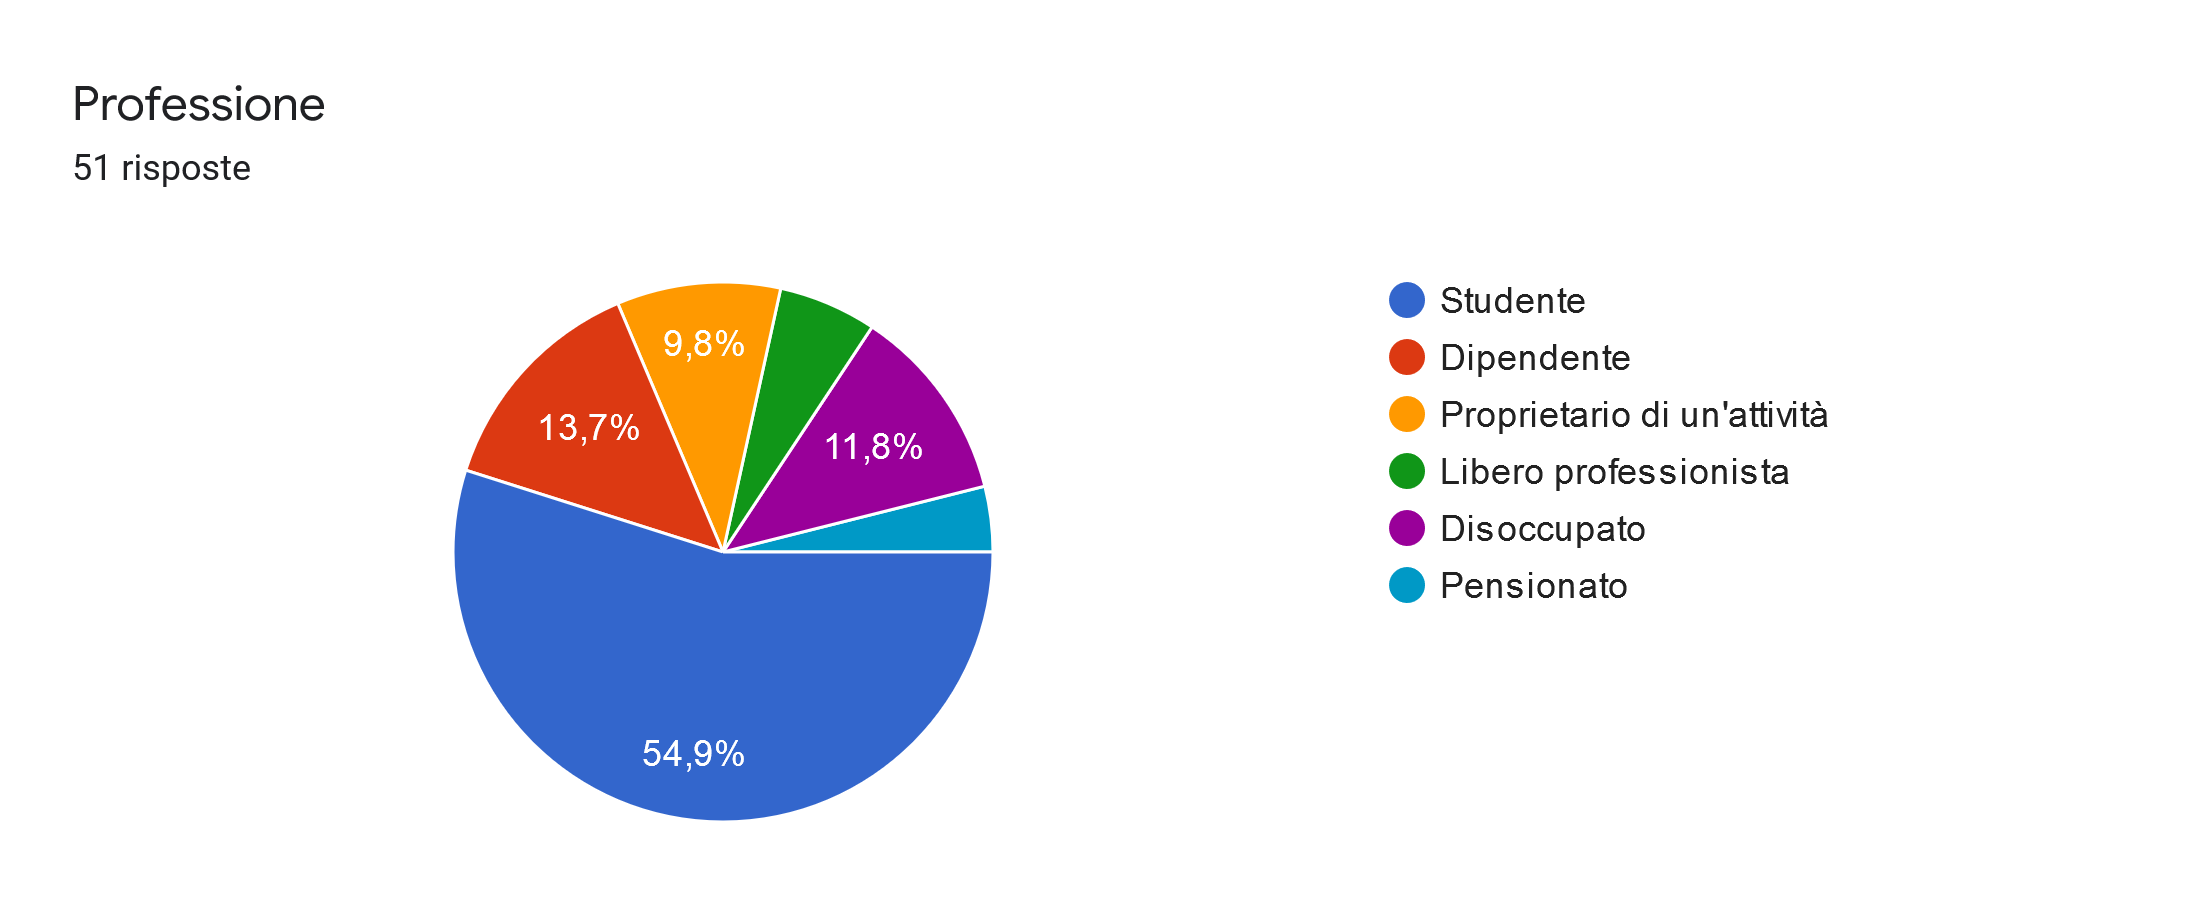 Professione
51 risposte
9,8%
13,7%
11,8%
54,9%
Studente
Dipendente
Proprietario di un'attività
Libero professionista
Disoccupato
Pensionato